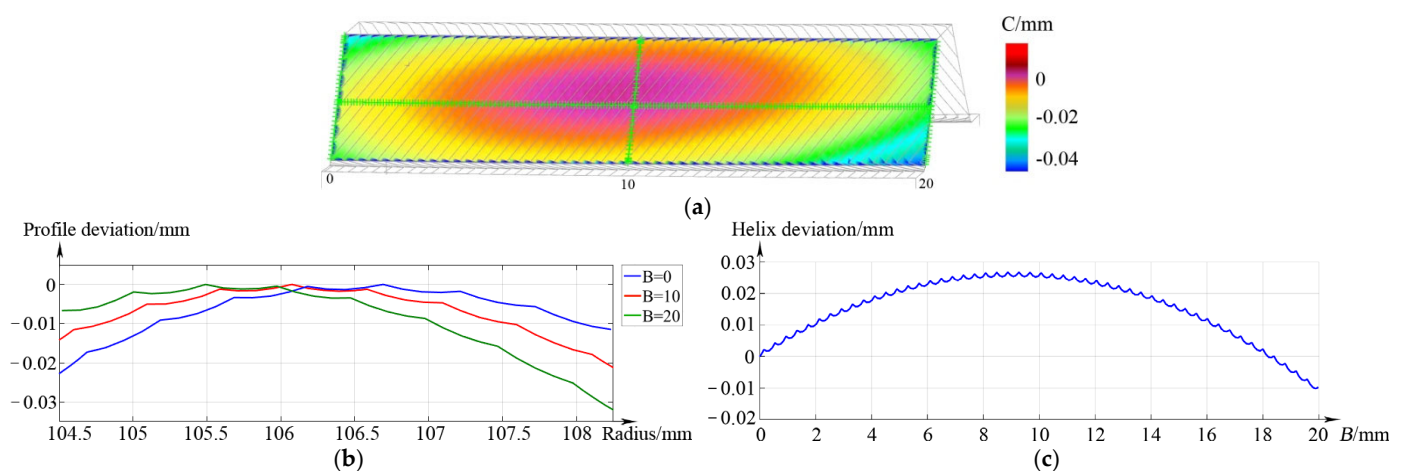 C/mm
0
-0.02
-0.04
0
10
20
(a)
Profile deviation/mm
0
−0.01
−0.02
−0.03
B=0
B=10
B=20
104.5 105 105.5 106 106.5 107 107.5 108 Radius/mm
(b)
Helix deviation/mm
0.03
0.02
0.01
0
−0.01
−0.02
0 2 4 6 8 10 12 14 16 18 20 B/mm
(c)